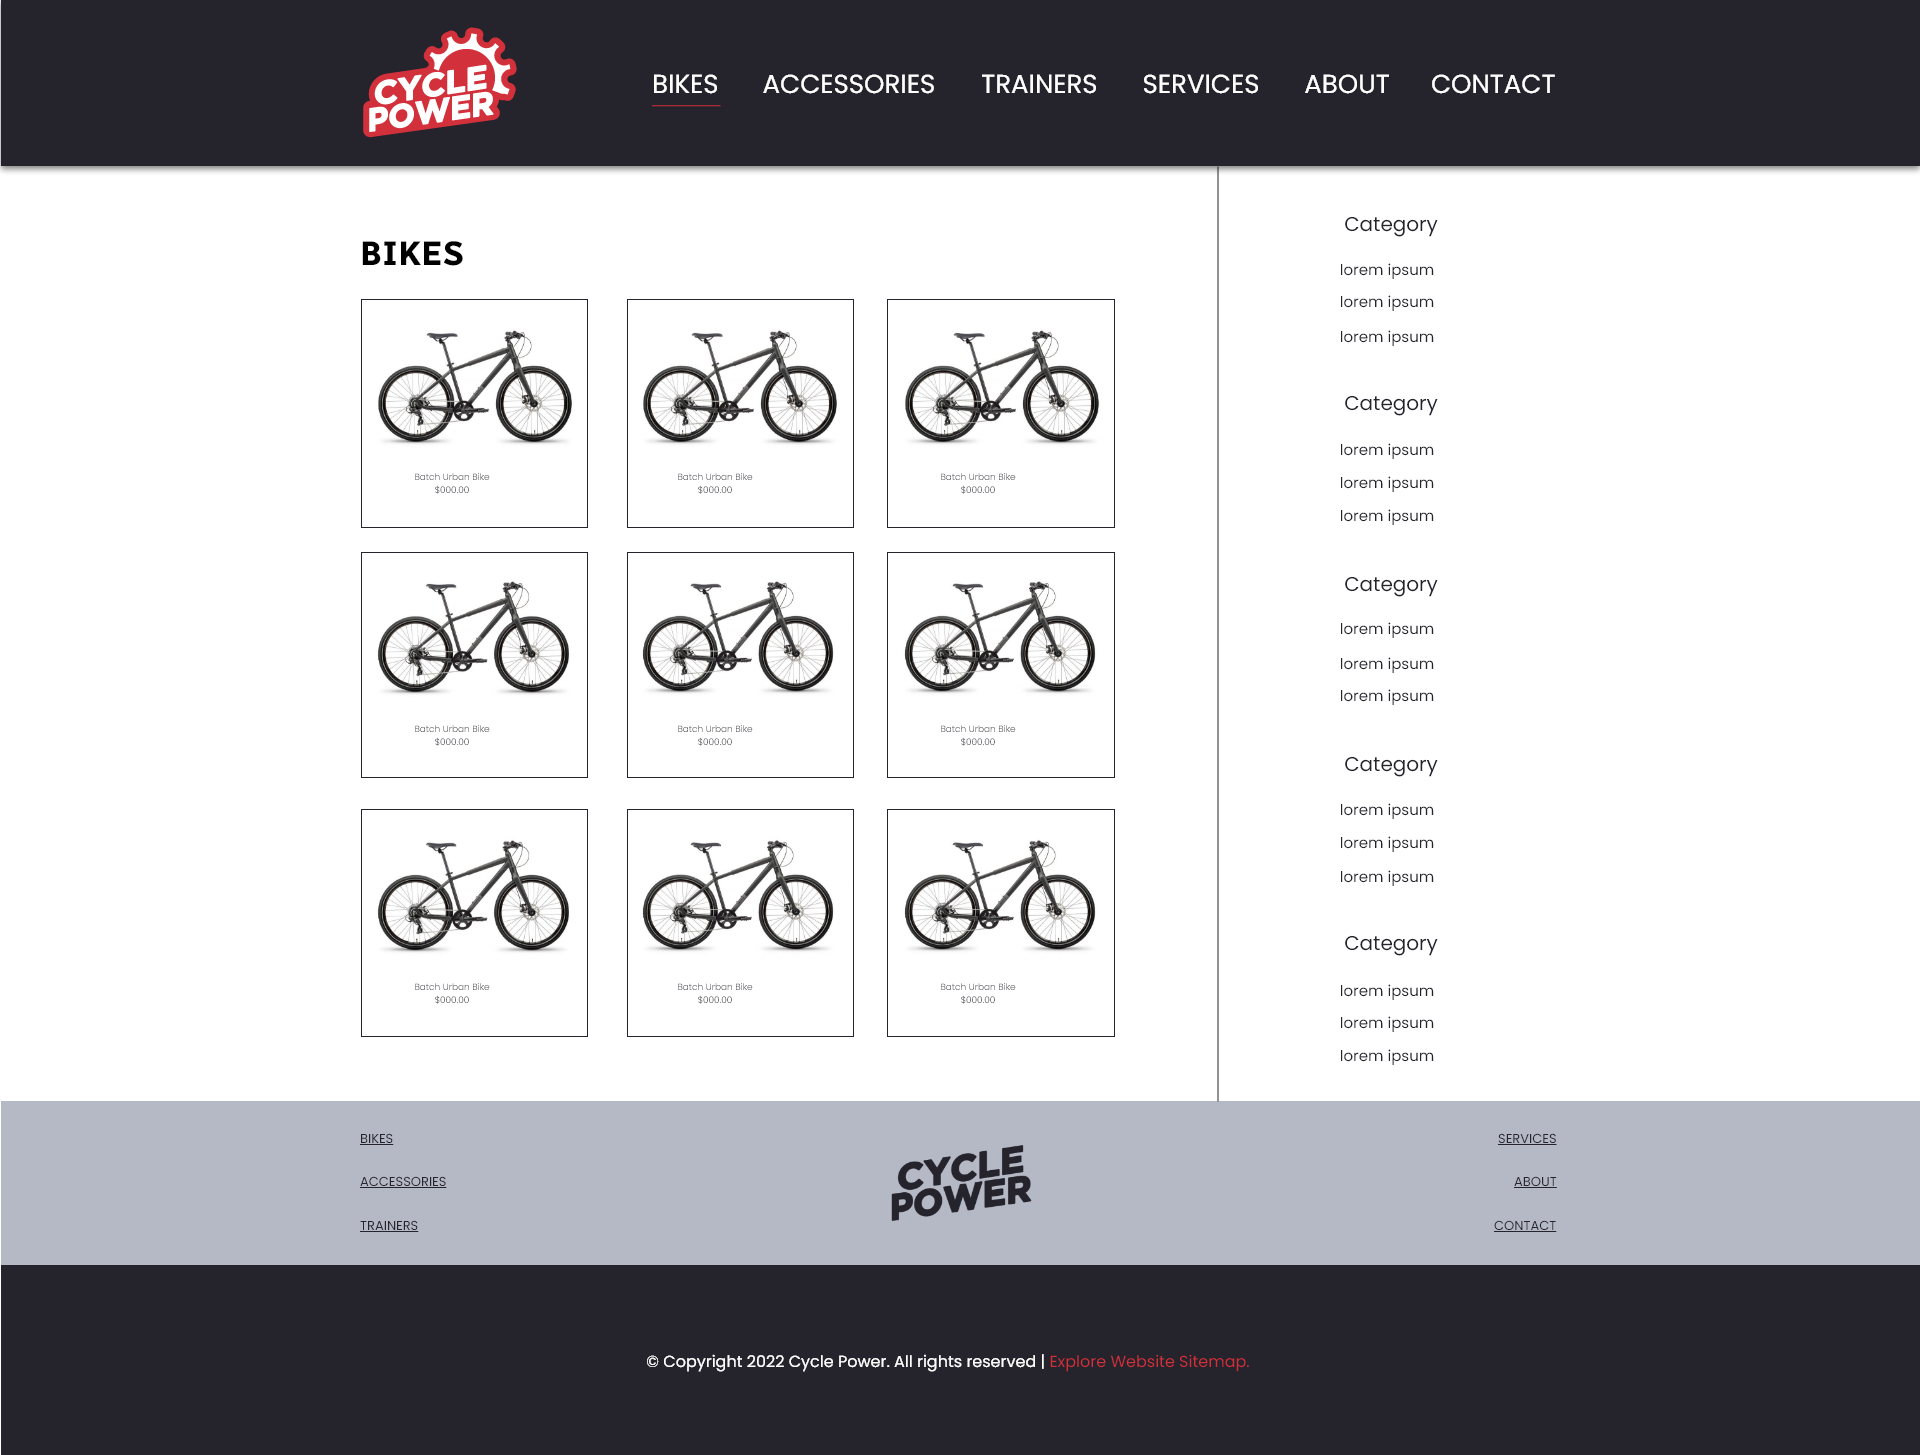 CYCLE
POWER
BIKES ACCESSORIES TRAINERS SERVICES ABOUT CONTACT
BIKES
Batch Urban Bike
$000.00
Batch Urban Bike
$000.00
Batch Urban Bike
$000.00
Batch Urban Bike
$000.00
Batch Urban Bike
$000.00
Batch Urban Bike
$000.00
Batch Urban Bike
$000.00
Batch Urban Bike
$000.00
Batch Urban Bike
$000.00
Category
lorem ipsum
lorem ipsum
lorem ipsum
Category
lorem ipsum
lorem ipsum
lorem ipsum
Category
lorem ipsum
lorem ipsum
lorem ipsum
Category
lorem ipsum
lorem ipsum
lorem ipsum
Category
lorem ipsum
lorem ipsum
lorem ipsum
BIKES
ACCESSORIES
TRAINERS
CYCLE
POWER
SERVICES
ABOUT
CONTACT
© Copyright 2022 Cycle Power. All rights reserved | Explore Website Sitemap.